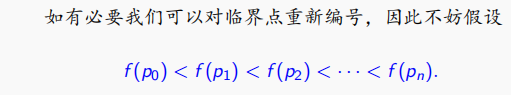 如有必要我们可以对临界点重新编号，因此不妨假设
f(p₀) < f(p₁) < f(p₂) < ⋯ < f(pₙ).